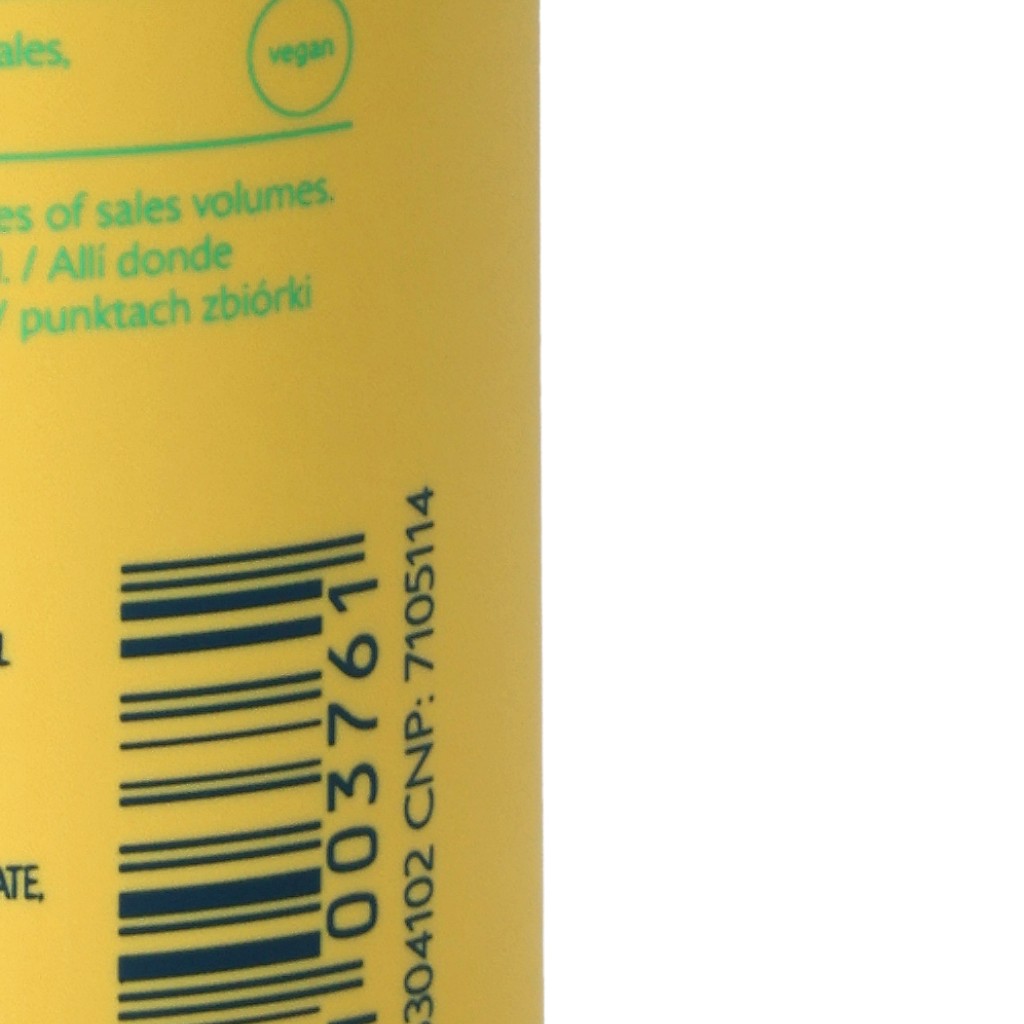 ales,
vegan
es of sales volumes.
. / Allí donde
/ punktach zbiórki
ATE,
003761
304102 CNP: 7105114